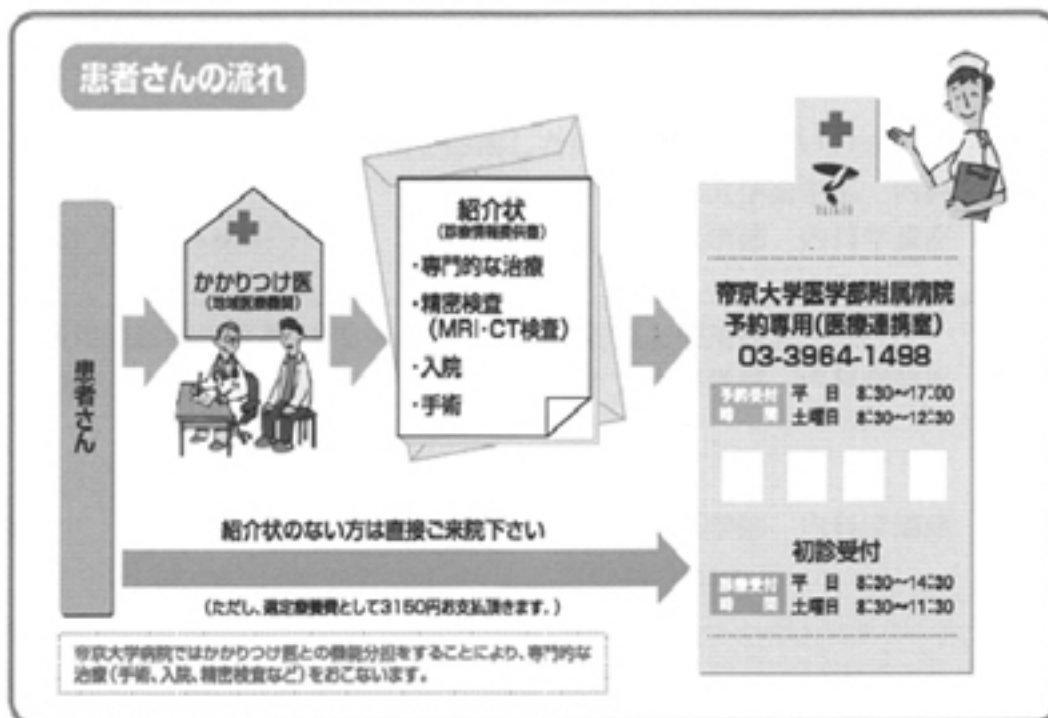 患者さんの流れ
患者さん
かかりつけ医
(地域医療機関)
紹介状
(診療情報提供書)
・専門的な治療
・精密検査
(MRI・CT検査)
・入院
・手術
帝京大学医学部附属病院
予約専用(医療連携室)
03-3964-1498
予約受付 平 日 8:30〜17:00
時 間 土曜日 8:30〜12:30
紹介状のない方は直接ご来院下さい
(ただし、選定療養費として3150円お支払頂きます。)
初診受付
診療受付 平 日 8:30〜14:30
時 間 土曜日 8:30〜11:30
帝京大学病院ではかかりつけ医との機能分担をすることにより、専門的な
治療(手術、入院、精密検査など)をおこないます。